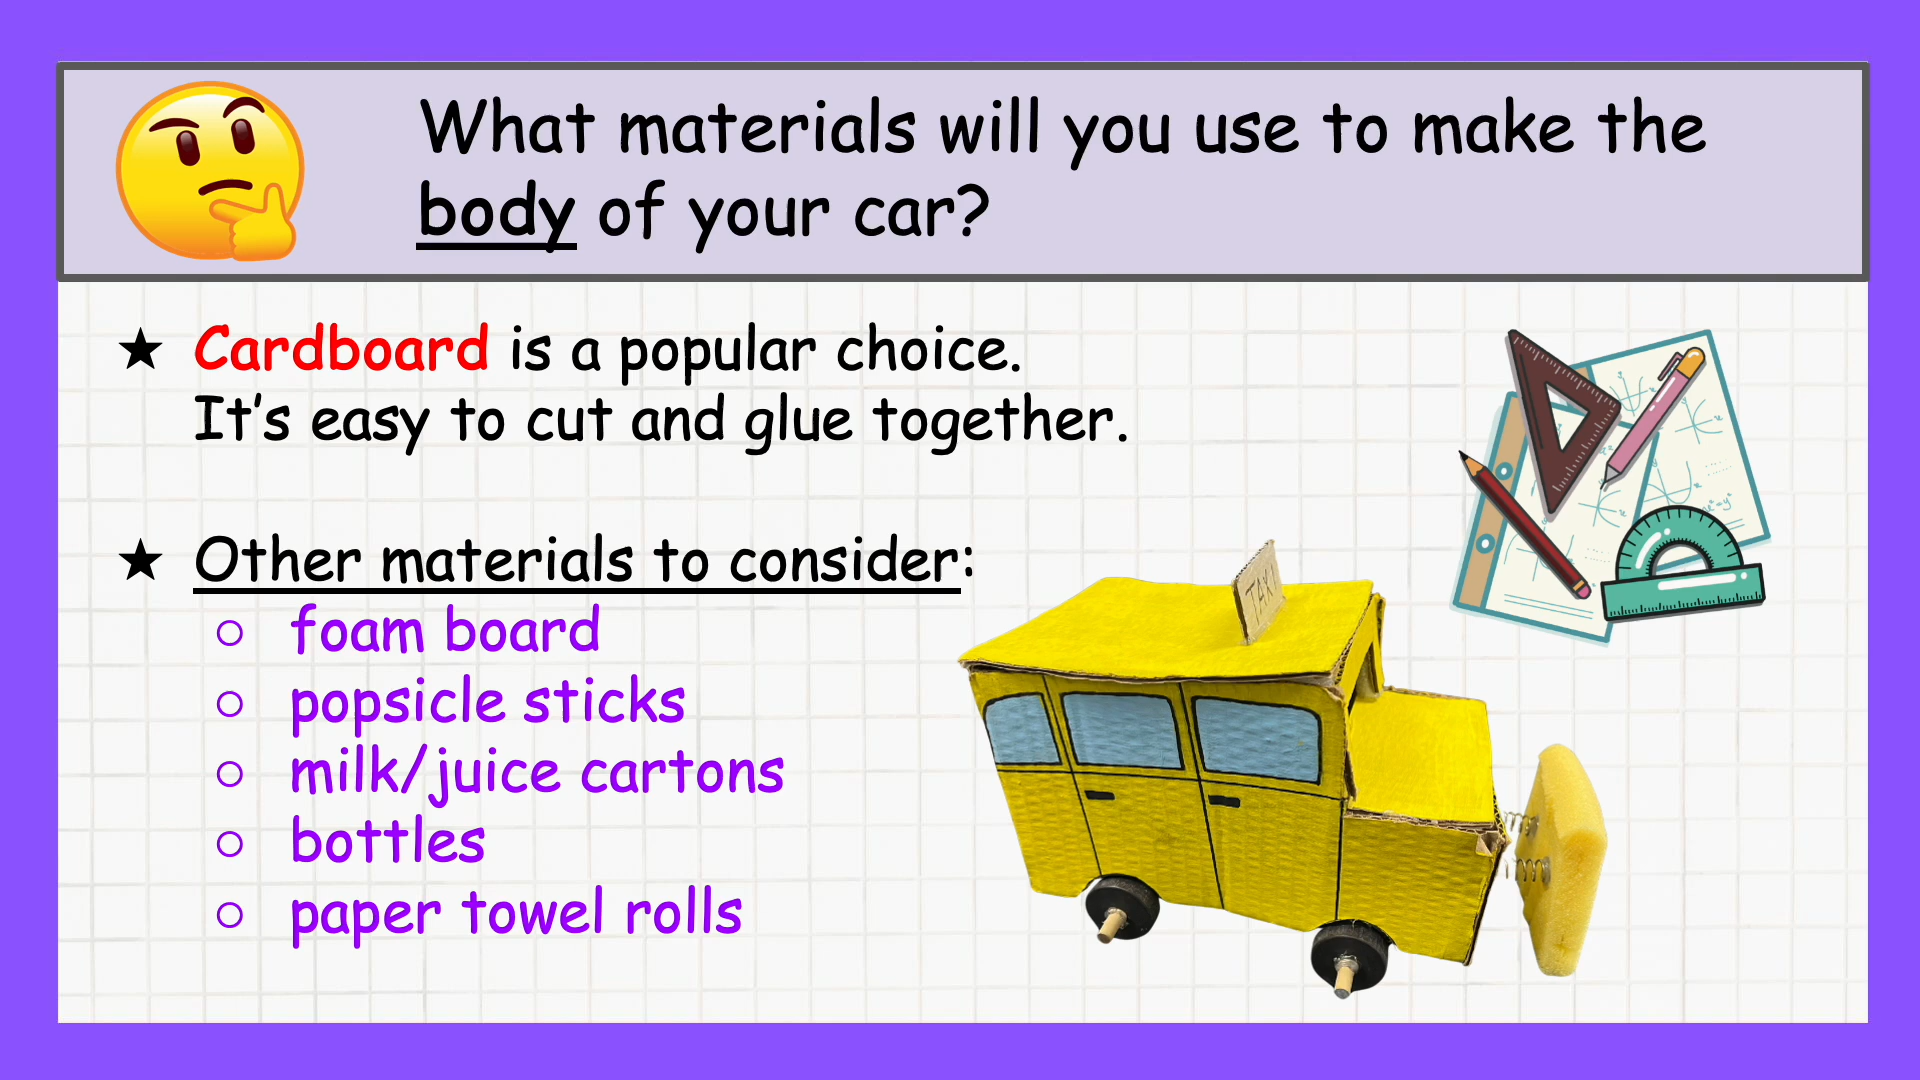 What materials will you use to make the
body of your car?
★ Cardboard is a popular choice.
It's easy to cut and glue together.
★ Other materials to consider:
○ foam board
○ popsicle sticks
○ milk/juice cartons
○ bottles
○ paper towel rolls
TAXI